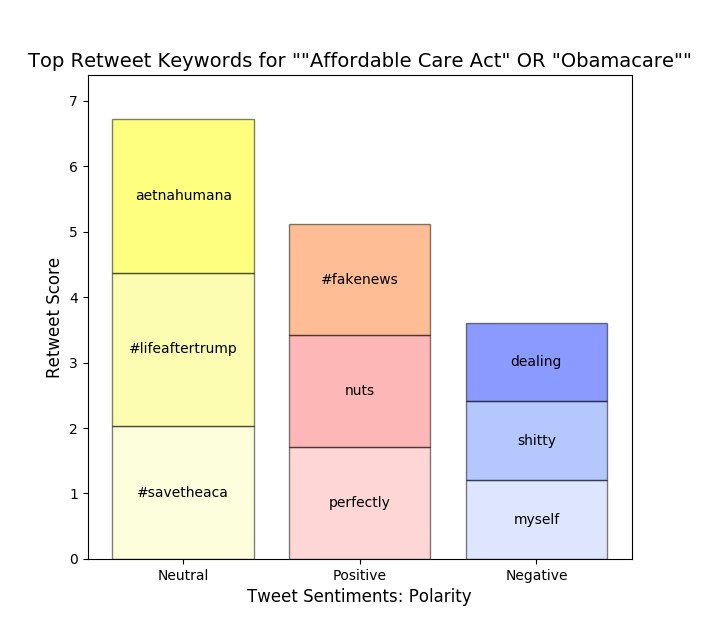 Top Retweet Keywords for ""Affordable Care Act" OR "Obamacare""
Retweet Score
7
6
5
4
3
2
1
0
aetnahumana
#lifeaftertrump
#savetheaca
#fakenews
nuts
perfectly
dealing
shitty
myself
Neutral Positive Negative
Tweet Sentiments: Polarity